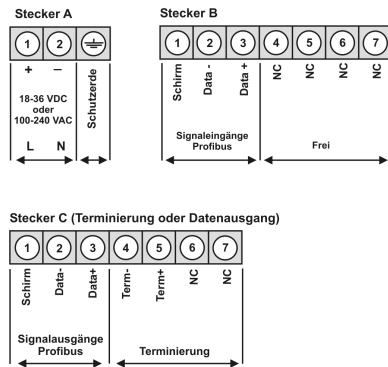 Stecker A
1 2
+ –
18-36 VDC
oder
100-240 VAC
L N
Schutzerde
Stecker B
1 2 3 4 5 6 7
Schirm
Data -
Data +
NC
NC
NC
NC
Signaleingänge
Profibus
Frei
Stecker C (Terminierung oder Datenausgang)
1 2 3 4 5 6 7
Schirm
Data-
Data+
Term-
Term+
NC
NC
Signalausgänge
Profibus
Terminierung